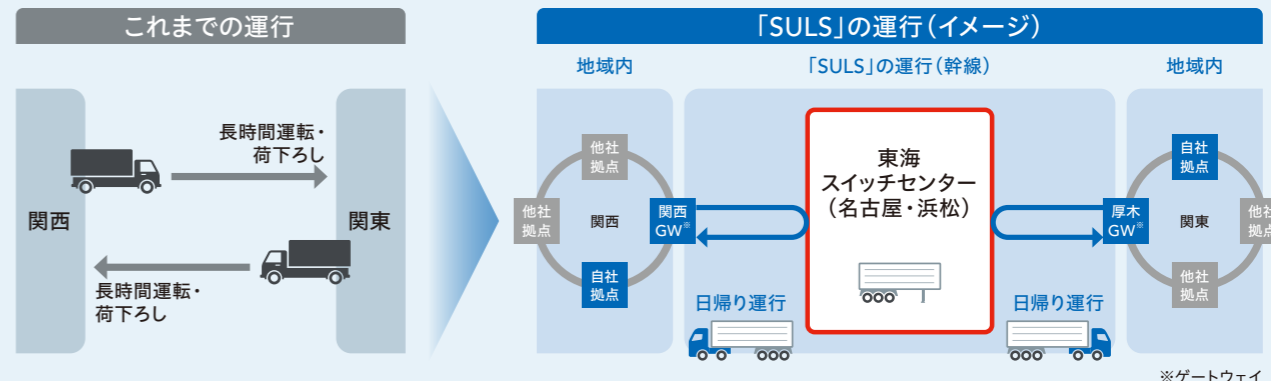 これまでの運行
関西
長時間運転・
荷下ろし
関東
長時間運転・
荷下ろし
「SULS」の運行(イメージ)
地域内
「SULS」の運行(幹線)
地域内
他社
拠点
他社
拠点
関西
関西
GW※
自社
拠点
東海
スイッチセンター
(名古屋・浜松)
日帰り運行
日帰り運行
自社
拠点
厚木
GW※
関東
他社
拠点
他社
拠点
※ゲートウェイ